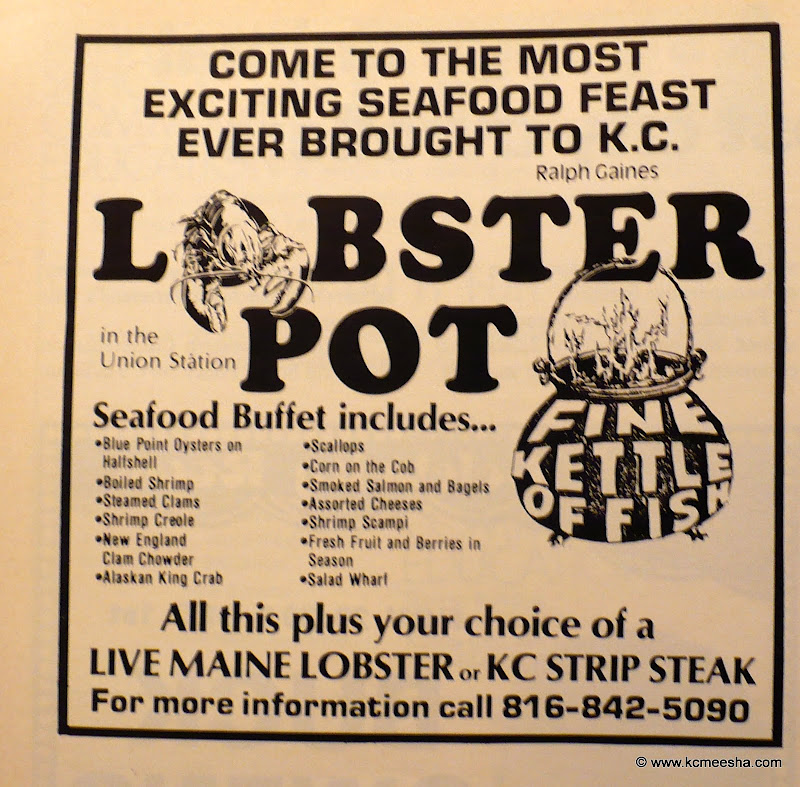 COME TO THE MOST
EXCITING SEAFOOD FEAST
EVER BROUGHT TO K.C.
Ralph Gaines
LOBSTER
POT
in the
Union Station
FINE
KETTLE
OF FISH
Seafood Buffet includes...
•Blue Point Oysters on
Halfshell
•Boiled Shrimp
•Steamed Clams
•Shrimp Creole
•New England
Clam Chowder
•Alaskan King Crab
•Scallops
•Corn on the Cob
•Smoked Salmon and Bagels
•Assorted Cheeses
•Shrimp Scampi
•Fresh Fruit and Berries in
Season
•Salad Wharf
All this plus your choice of a
LIVE MAINE LOBSTER or KC STRIP STEAK
For more information call 816-842-5090
© www.kcmeesha.com